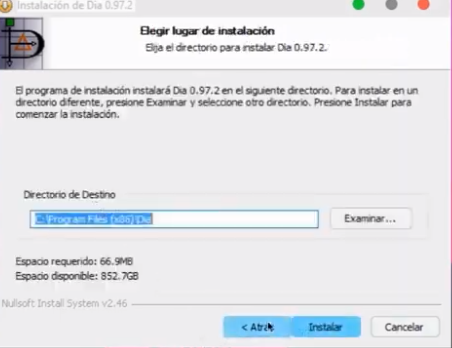 Instalación de Dia 0.97.2
Elegir lugar de instalación
Elija el directorio para instalar Dia 0.97.2.
El programa de instalación instalará Dia 0.97.2 en el siguiente directorio. Para instalar en un
directorio diferente, presione Examinar y seleccione otro directorio. Presione Instalar para
comenzar la instalación.
Directorio de Destino
C:\Program Files (x86)\Dia
Examinar...
Espacio requerido: 66.9MB
Espacio disponible: 852.7GB
Nullsoft Install System v2.46
< Atrás
Instalar
Cancelar